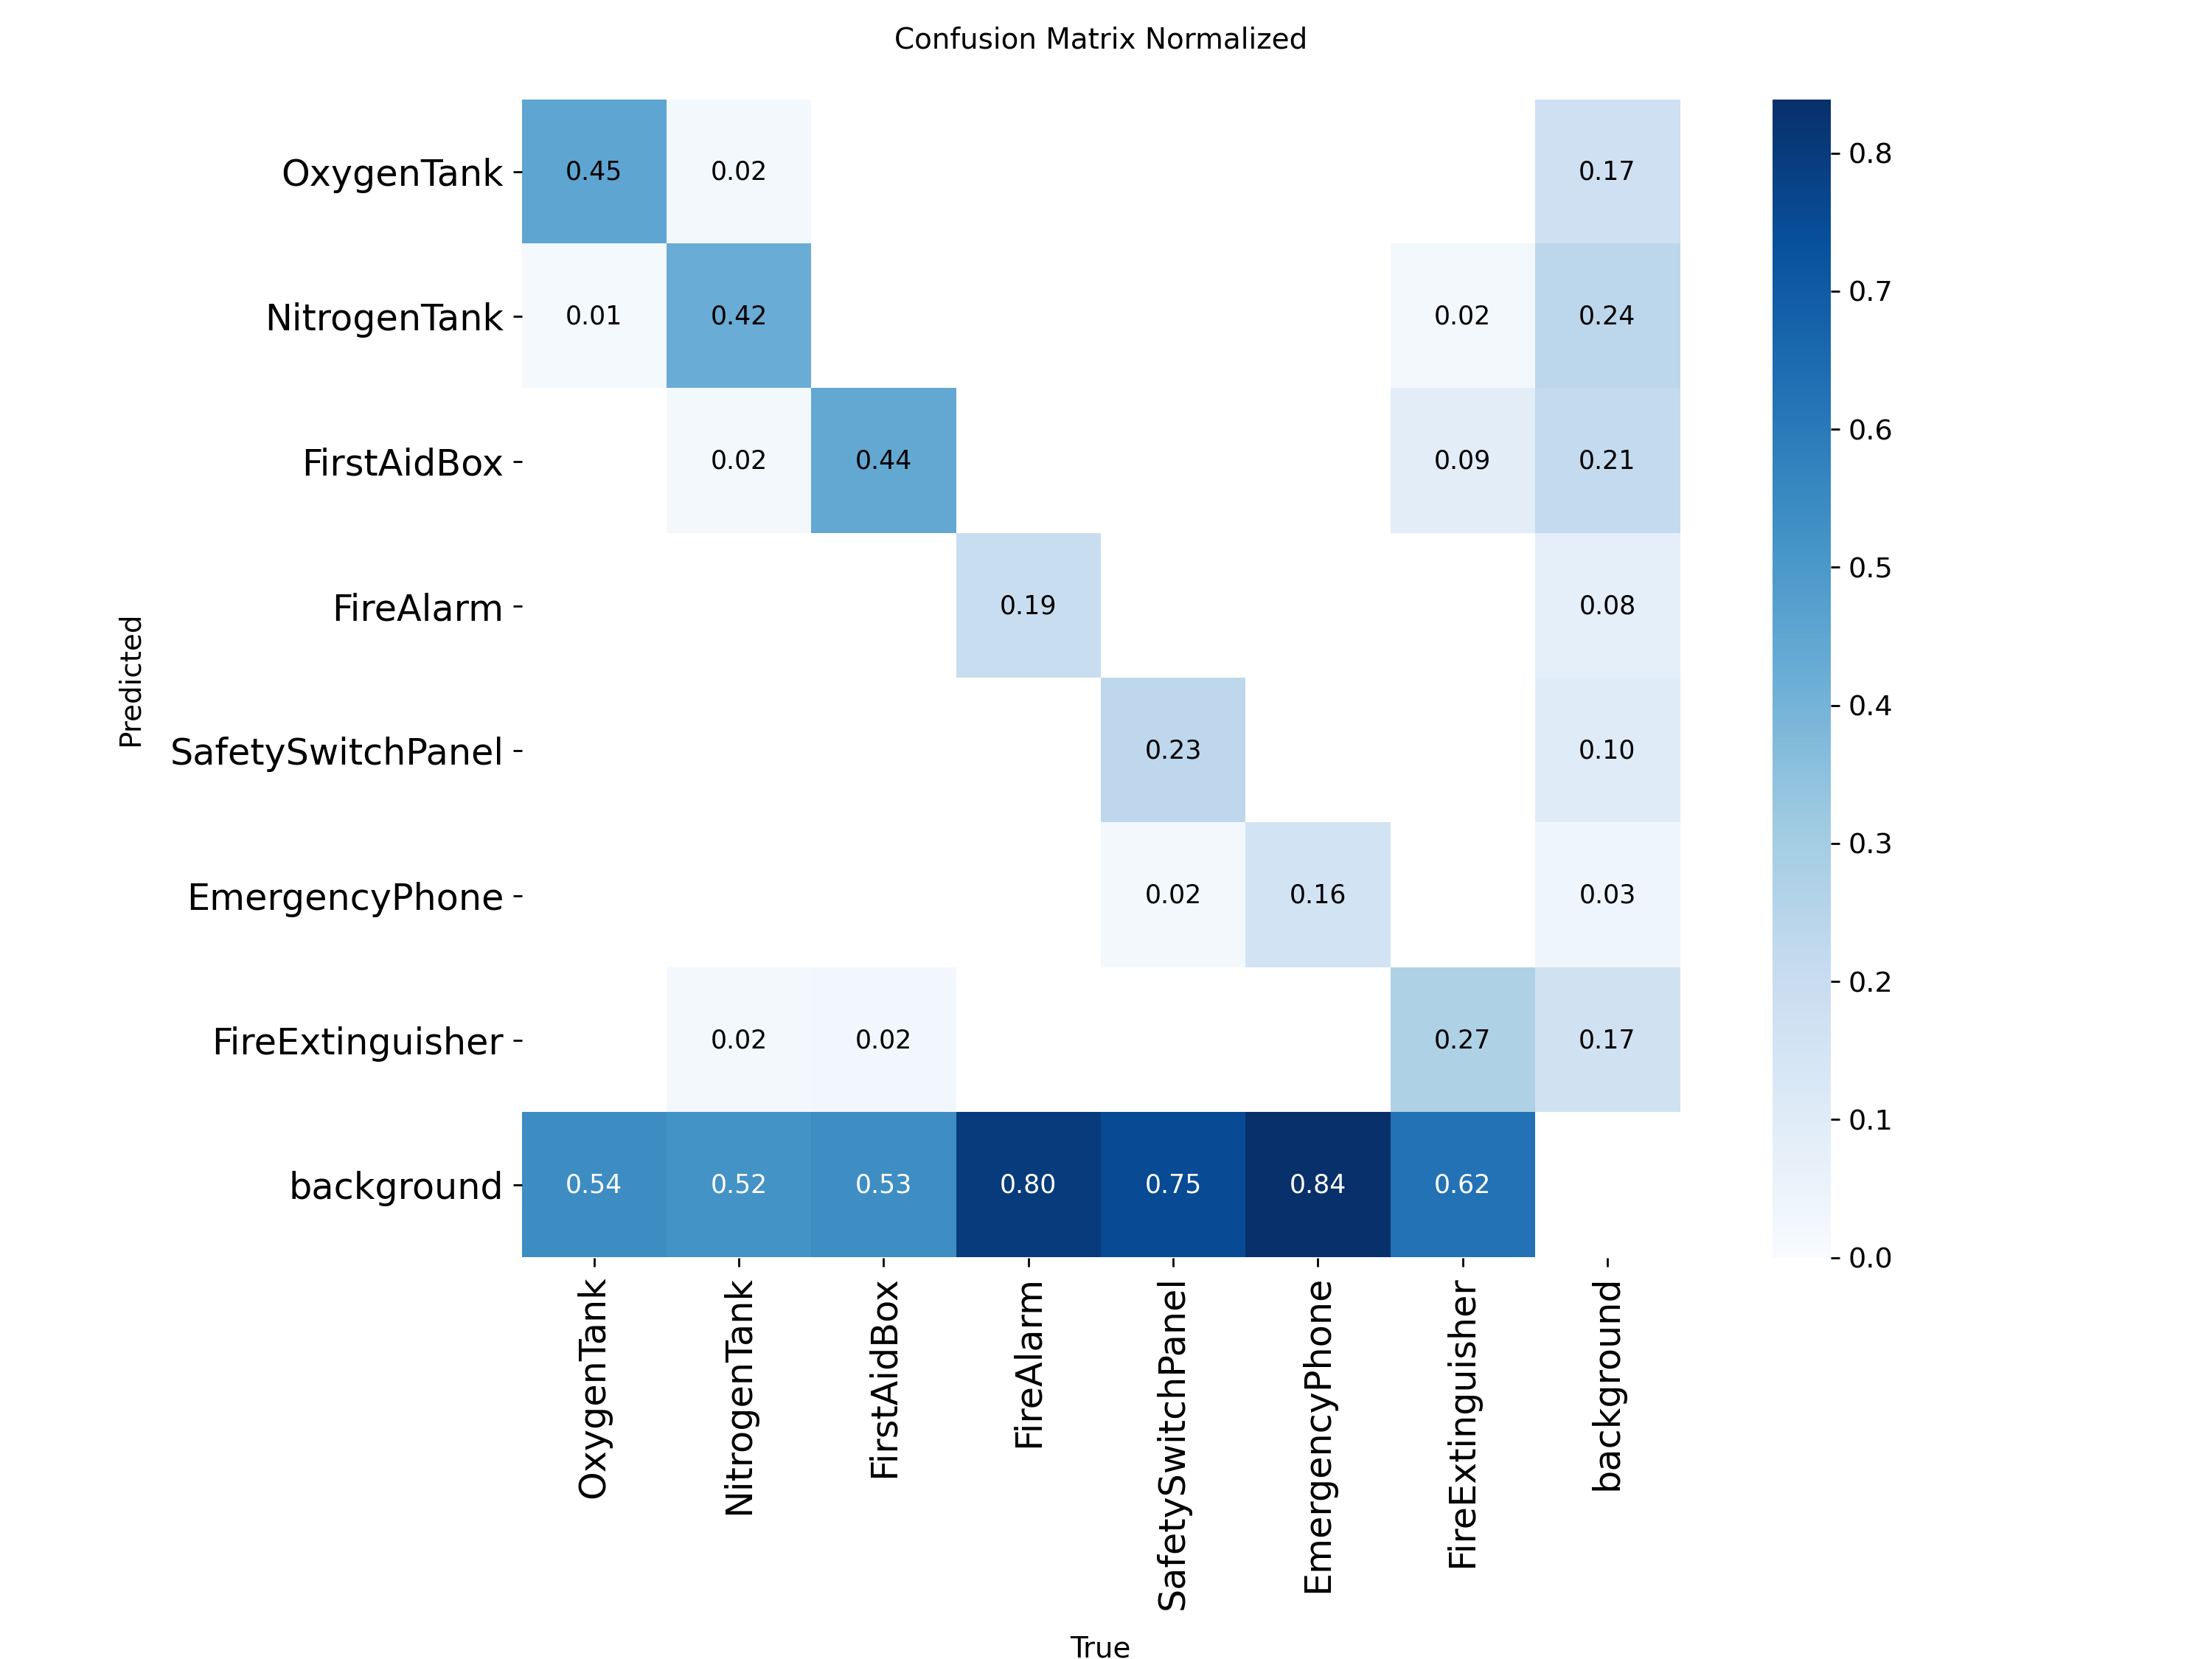 Confusion Matrix Normalized
Predicted
OxygenTank 0.45 0.02 0.17
NitrogenTank 0.01 0.42 0.02 0.24
FirstAidBox 0.02 0.44 0.09 0.21
FireAlarm 0.19 0.08
SafetySwitchPanel 0.23 0.10
EmergencyPhone 0.02 0.16 0.03
FireExtinguisher 0.02 0.02 0.27 0.17
background 0.54 0.52 0.53 0.80 0.75 0.84 0.62
OxygenTank
NitrogenTank
FirstAidBox
FireAlarm
SafetySwitchPanel
EmergencyPhone
FireExtinguisher
background
True
0.8
0.7
0.6
0.5
0.4
0.3
0.2
0.1
0.0